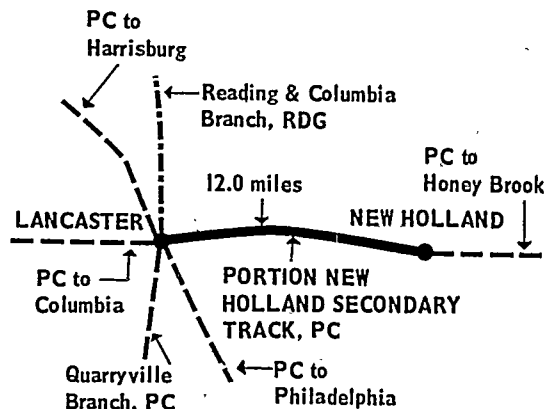 PC to
Harrisburg
Reading & Columbia
Branch, RDG
PC to
Honey Brook
12.0 miles
LANCASTER
NEW HOLLAND
PC to
Columbia
PORTION NEW
HOLLAND SECONDARY
TRACK, PC
Quarryville
Branch, PC
PC to
Philadelphia